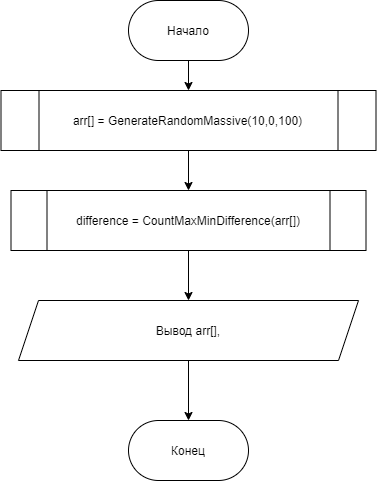 Начало
arr[] = GenerateRandomMassive(10,0,100)
difference = CountMaxMinDifference(arr[])
Вывод arr[],
Конец